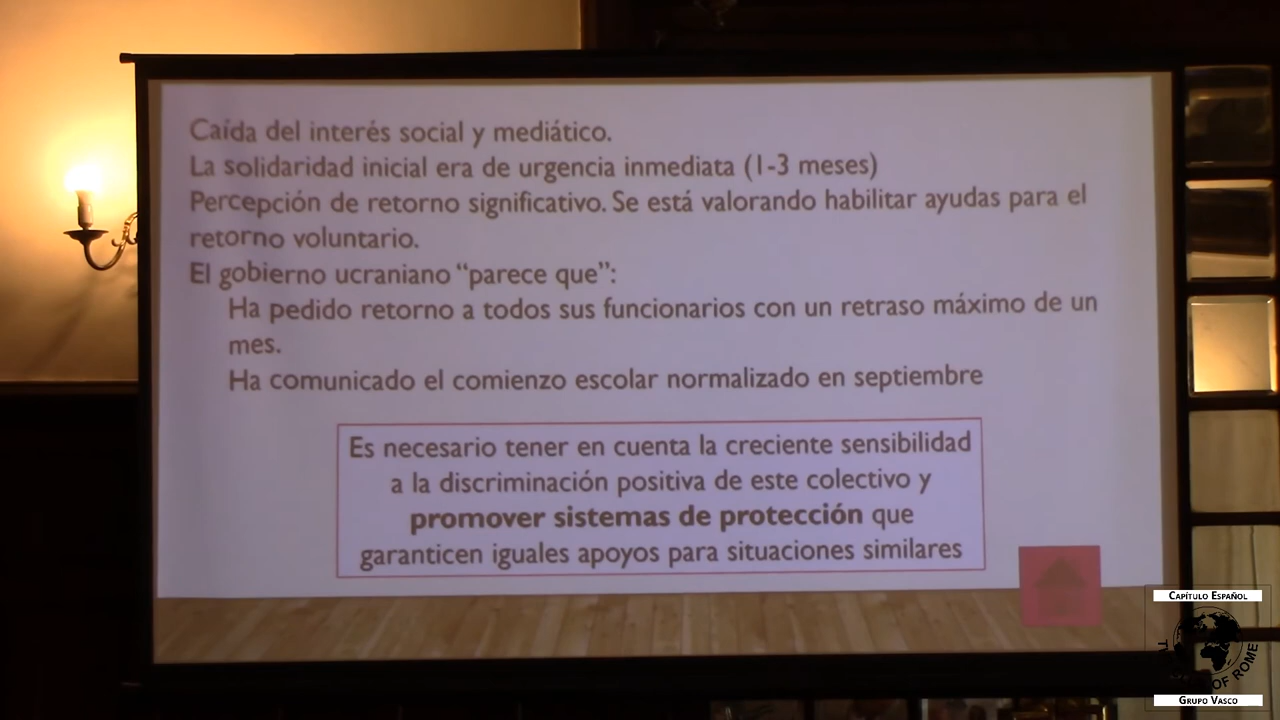 Caída del interés social y mediático.
La solidaridad inicial era de urgencia inmediata (1-3 meses)
Percepción de retorno significativo. Se está valorando habilitar ayudas para el
retorno voluntario.
El gobierno ucraniano “parece que”:
Ha pedido retorno a todos sus funcionarios con un retraso máximo de un
mes.
Ha comunicado el comienzo escolar normalizado en septiembre
Es necesario tener en cuenta la creciente sensibilidad
a la discriminación positiva de este colectivo y
promover sistemas de protección que
garanticen iguales apoyos para situaciones similares
Capítulo Español
OF ROME
Grupo Vasco